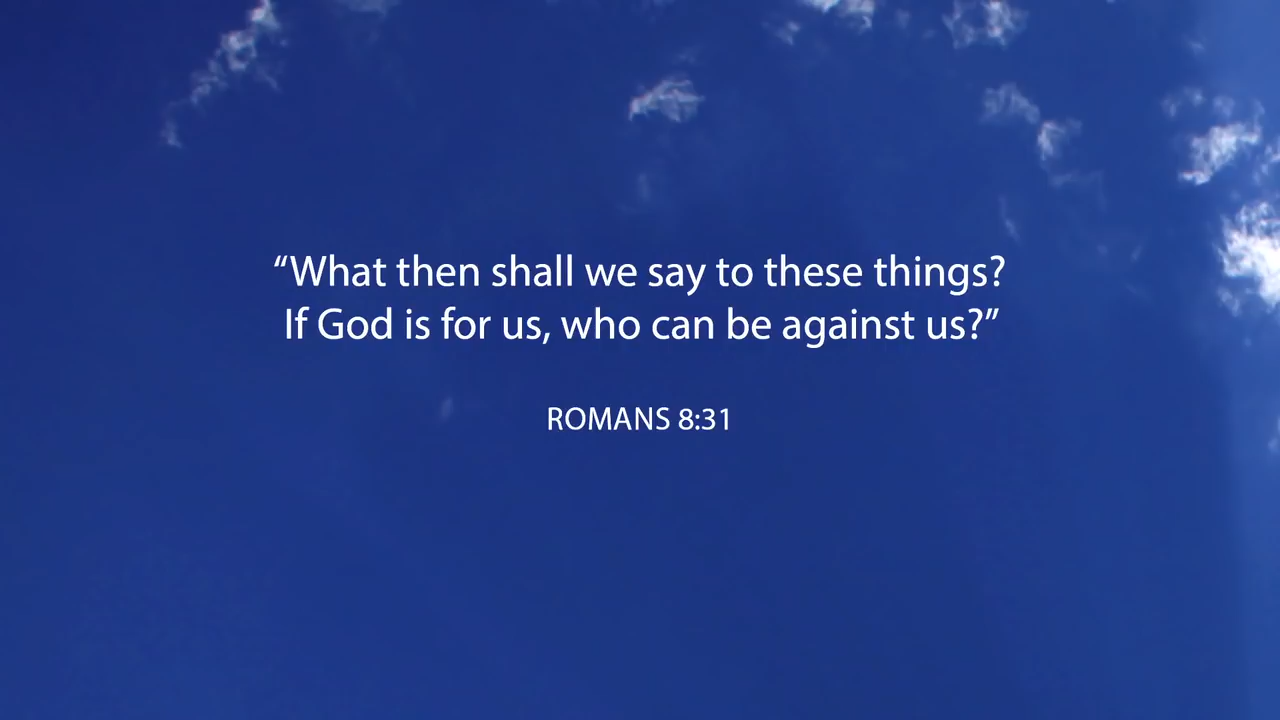 “What then shall we say to these things?
If God is for us, who can be against us?”
ROMANS 8:31